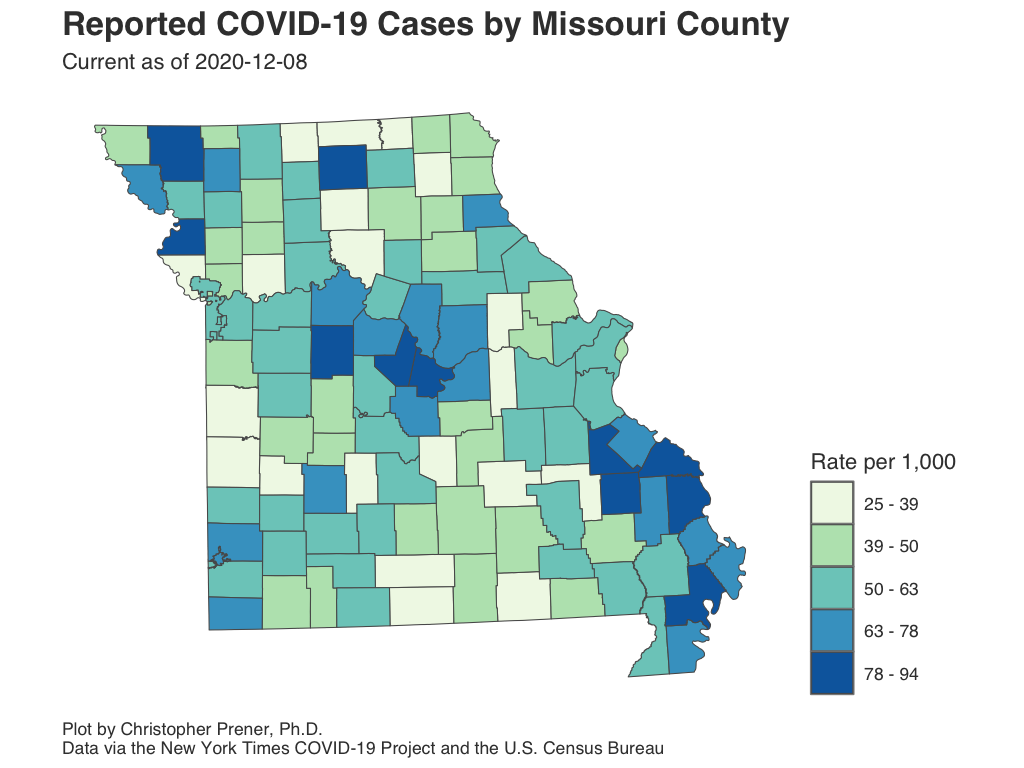 Reported COVID-19 Cases by Missouri County
Current as of 2020-12-08
Rate per 1,000
25 - 39
39 - 50
50 - 63
63 - 78
78 - 94
Plot by Christopher Prener, Ph.D.
Data via the New York Times COVID-19 Project and the U.S. Census Bureau